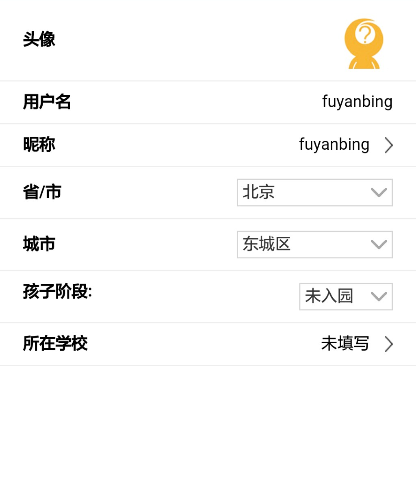 头像
用户名 fuyanbing
昵称 fuyanbing
省/市 北京
城市 东城区
孩子阶段: 未入园
所在学校 未填写